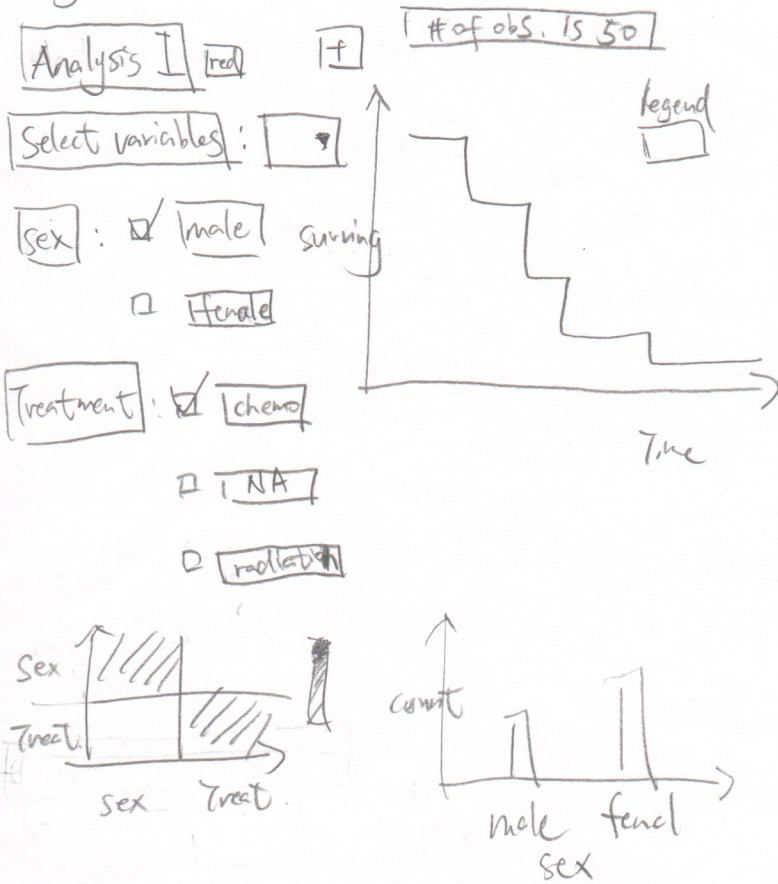 Analysis I red +
# of obs. is 50
Select variables :
legend
sex : male
female
surving
Treatment : chemo
NA
radiation
Time
sex
Treat.
sex Treat.
count
male femal
sex